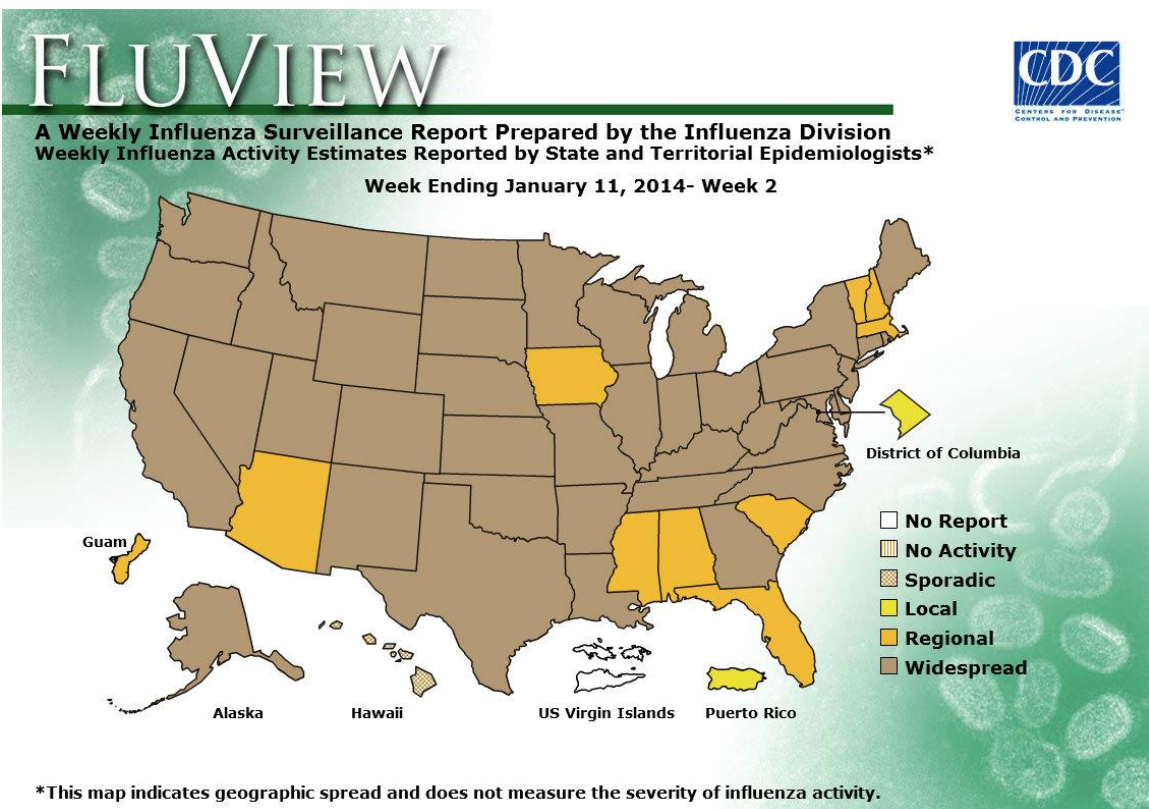 FLUVIEW
CDC
CENTERS FOR DISEASE™
CONTROL AND PREVENTION
A Weekly Influenza Surveillance Report Prepared by the Influenza Division
Weekly Influenza Activity Estimates Reported by State and Territorial Epidemiologists*
Week Ending January 11, 2014- Week 2
District of Columbia
No Report
No Activity
Sporadic
Local
Regional
Widespread
Guam
Alaska
Hawaii
US Virgin Islands
Puerto Rico
*This map indicates geographic spread and does not measure the severity of influenza activity.